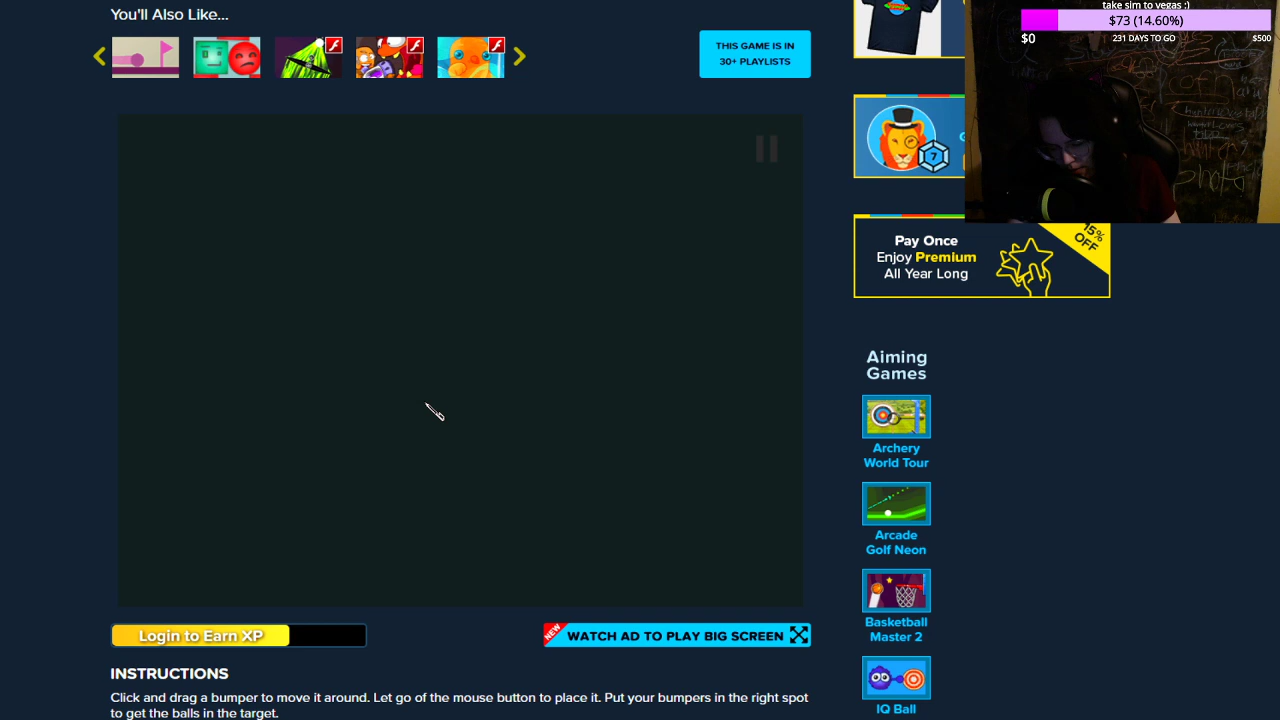 You'll Also Like...
THIS GAME IS IN
30+ PLAYLISTS
take sim to vegas :)
$73 (14.60%)
$0
231 DAYS TO GO
$500
7
Pay Once
Enjoy Premium
All Year Long
15%
OFF
Aiming
Games
Archery
World Tour
Arcade
Golf Neon
Basketball
Master 2
IQ Ball
Login to Earn XP
NEW
WATCH AD TO PLAY BIG SCREEN
INSTRUCTIONS
Click and drag a bumper to move it around. Let go of the mouse button to place it. Put your bumpers in the right spot
to get the balls in the target.